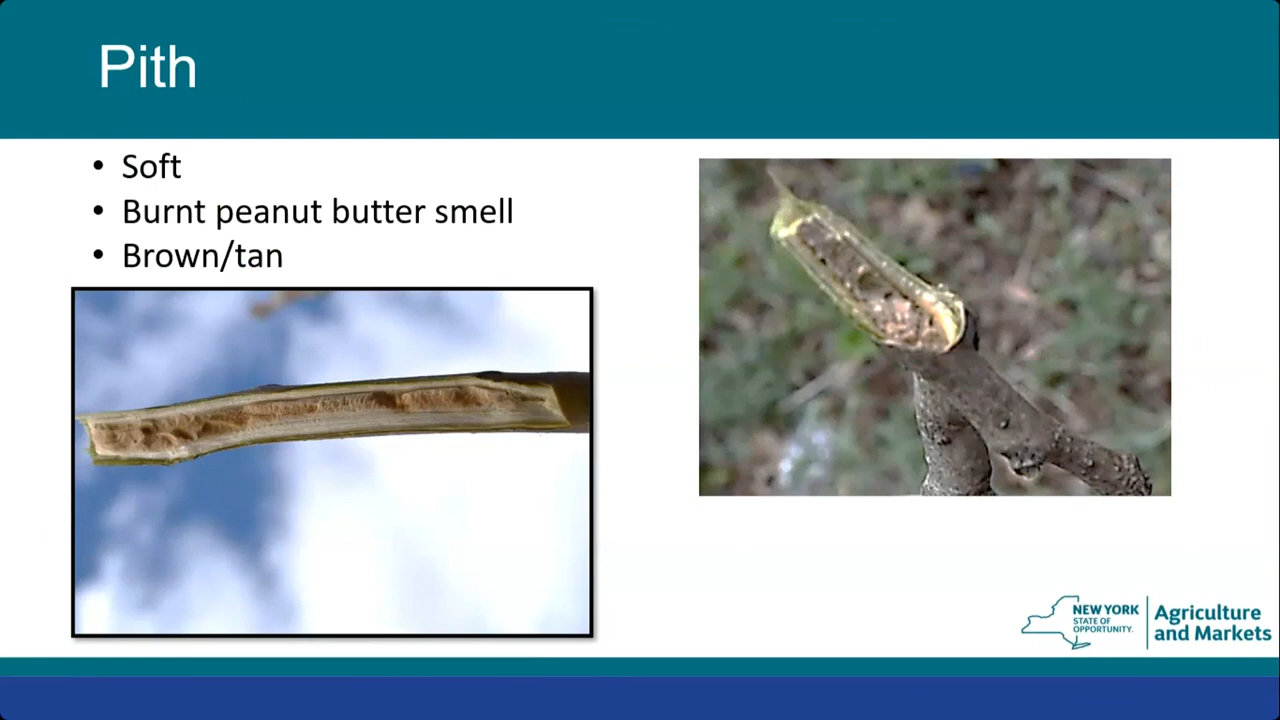 Pith
• Soft
• Burnt peanut butter smell
• Brown/tan
NEW YORK
STATE OF
OPPORTUNITY.
Agriculture
and Markets